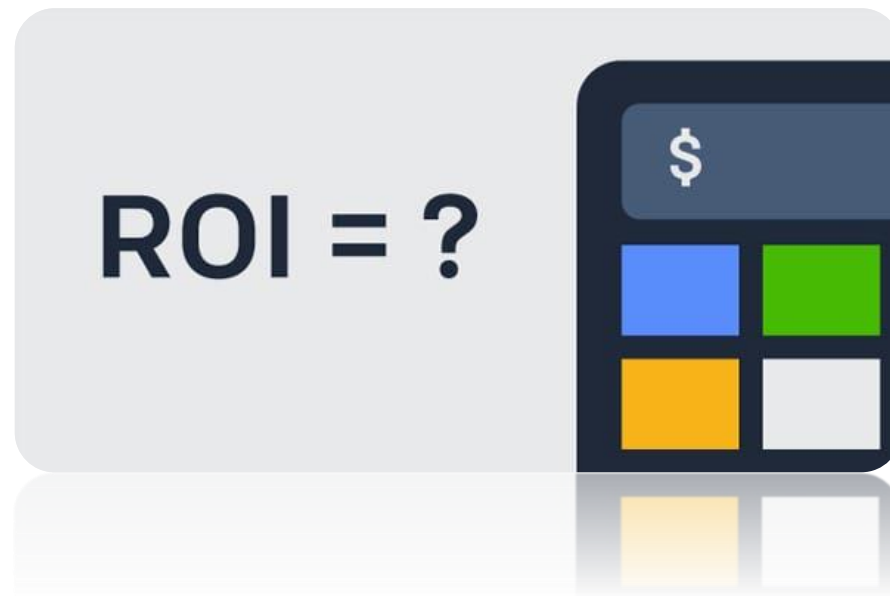 ROI = ?
$